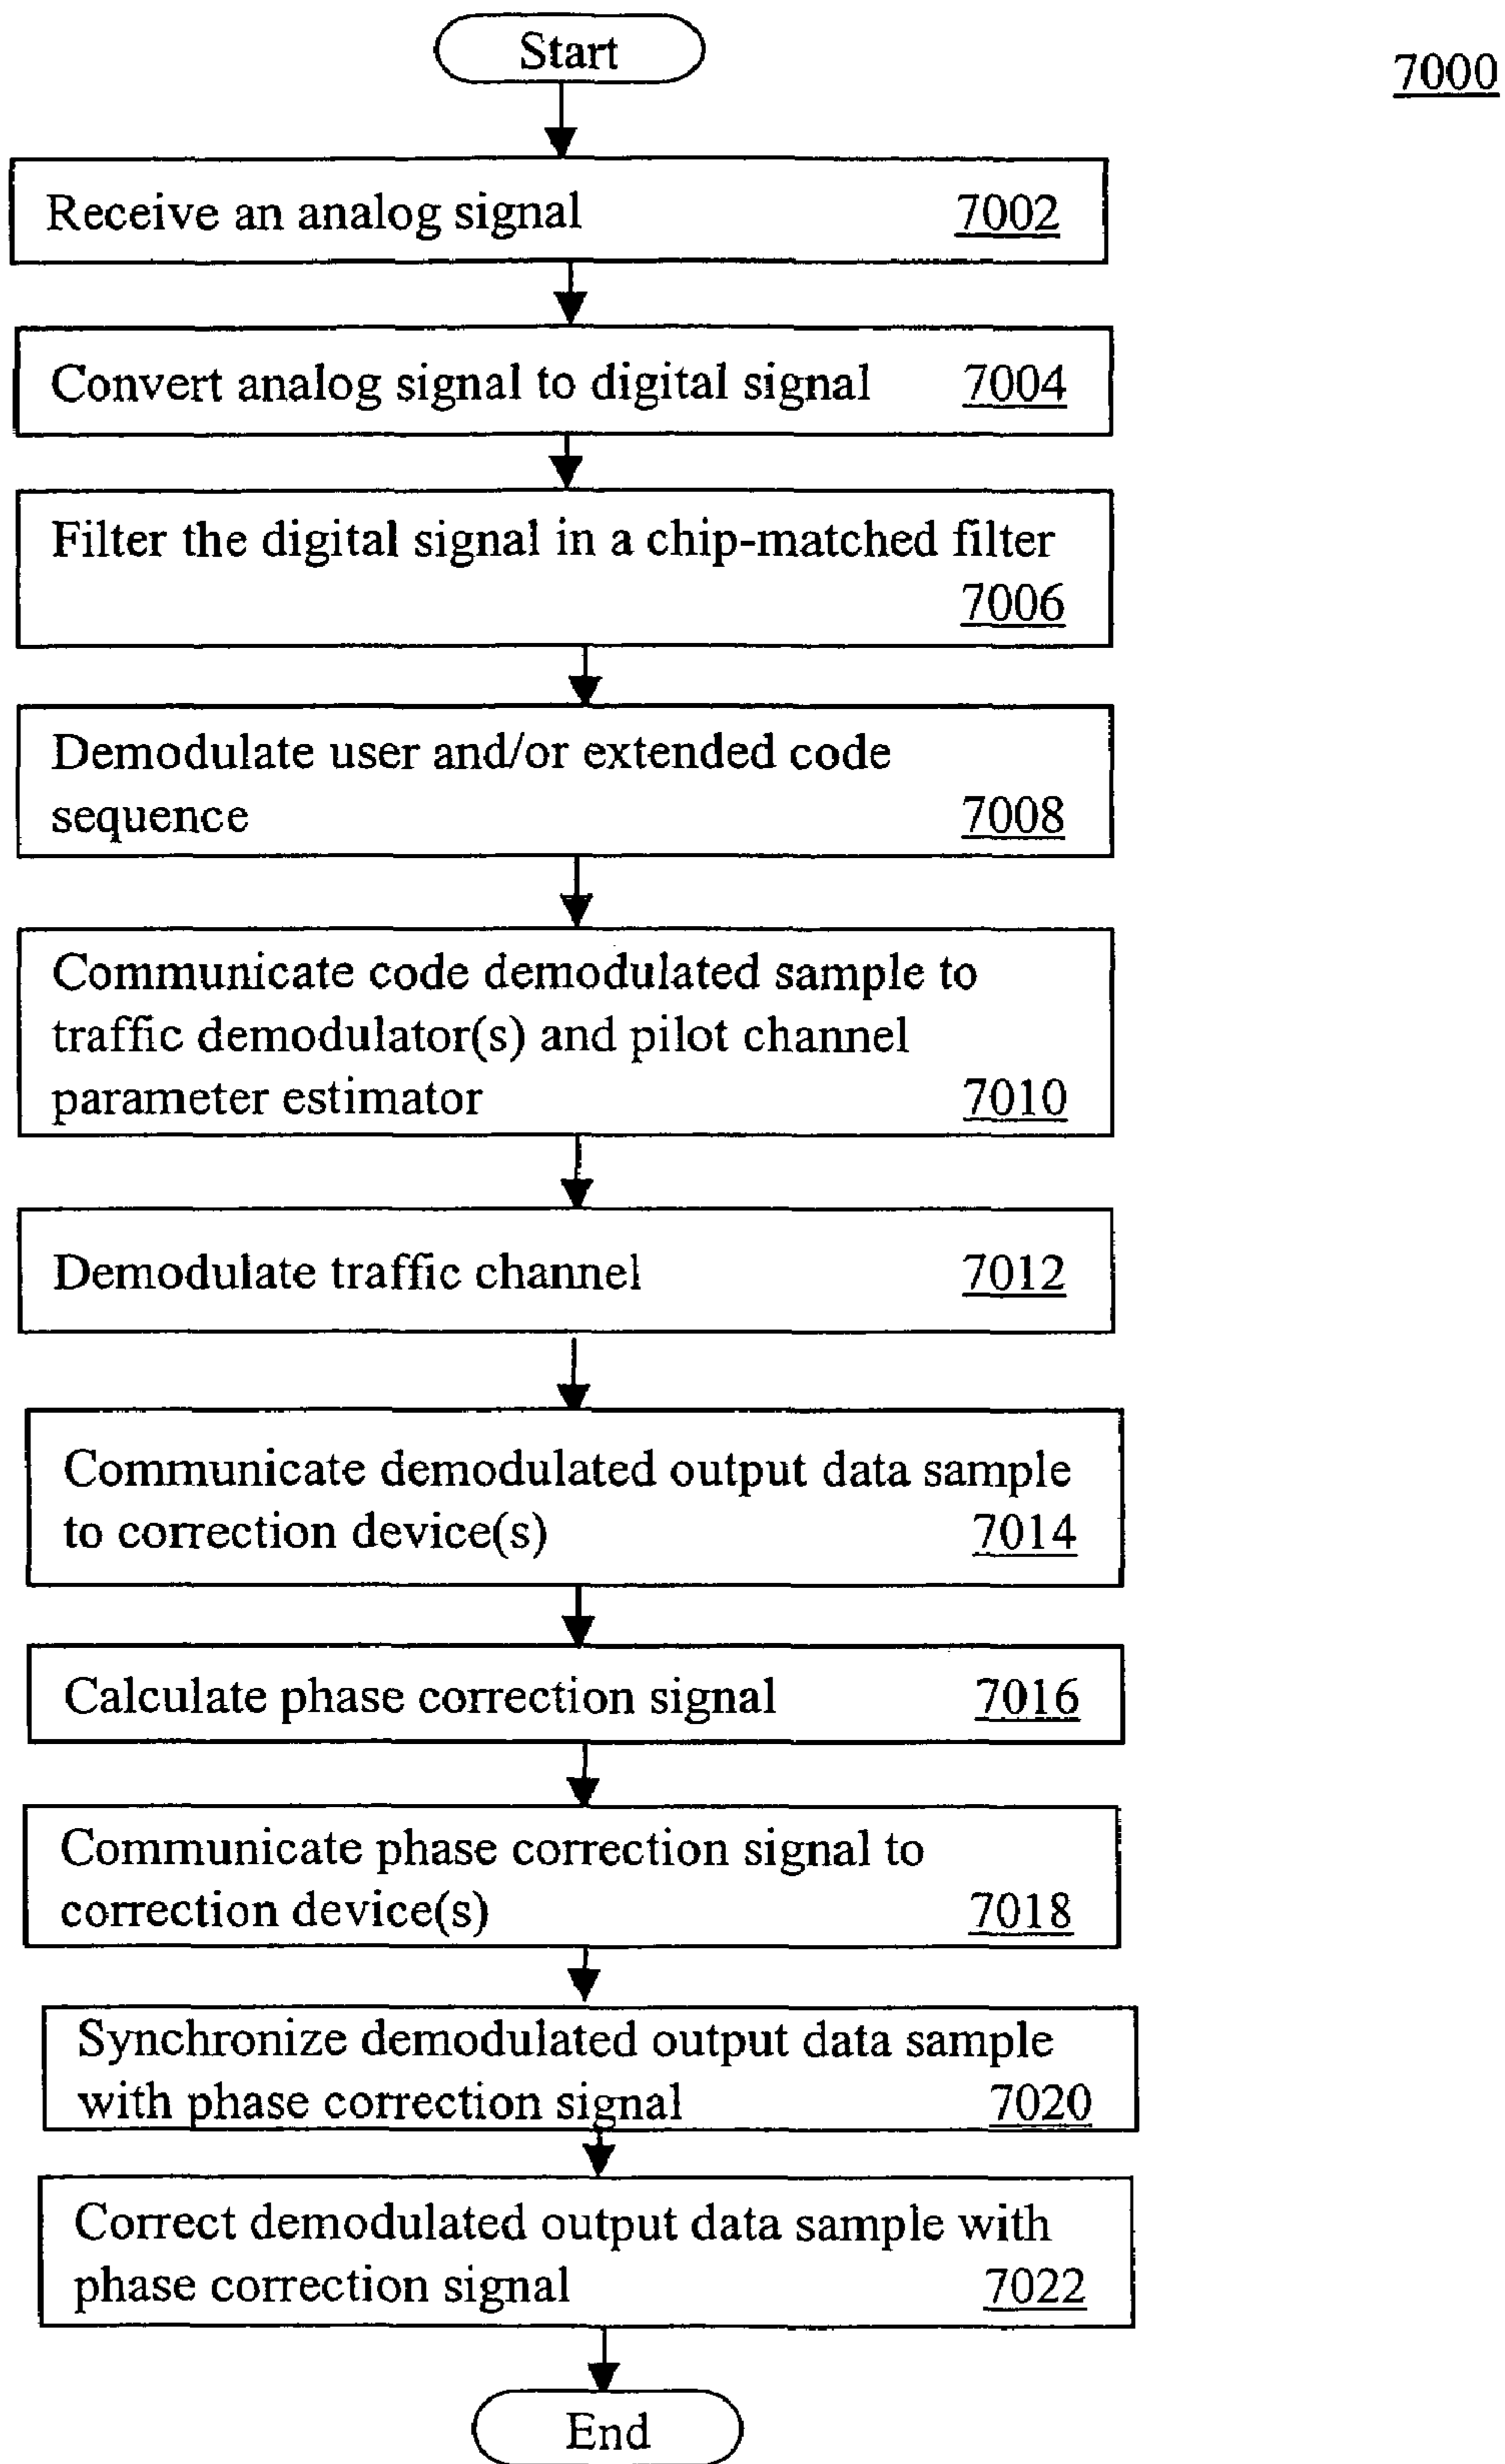 Start
7000
Receive an analog signal 7002
Convert analog signal to digital signal 7004
Filter the digital signal in a chip-matched filter
7006
Demodulate user and/or extended code
sequence 7008
Communicate code demodulated sample to
traffic demodulator(s) and pilot channel
parameter estimator 7010
Demodulate traffic channel 7012
Communicate demodulated output data sample
to correction device(s) 7014
Calculate phase correction signal 7016
Communicate phase correction signal to
correction device(s) 7018
Synchronize demodulated output data sample
with phase correction signal 7020
Correct demodulated output data sample with
phase correction signal 7022
End